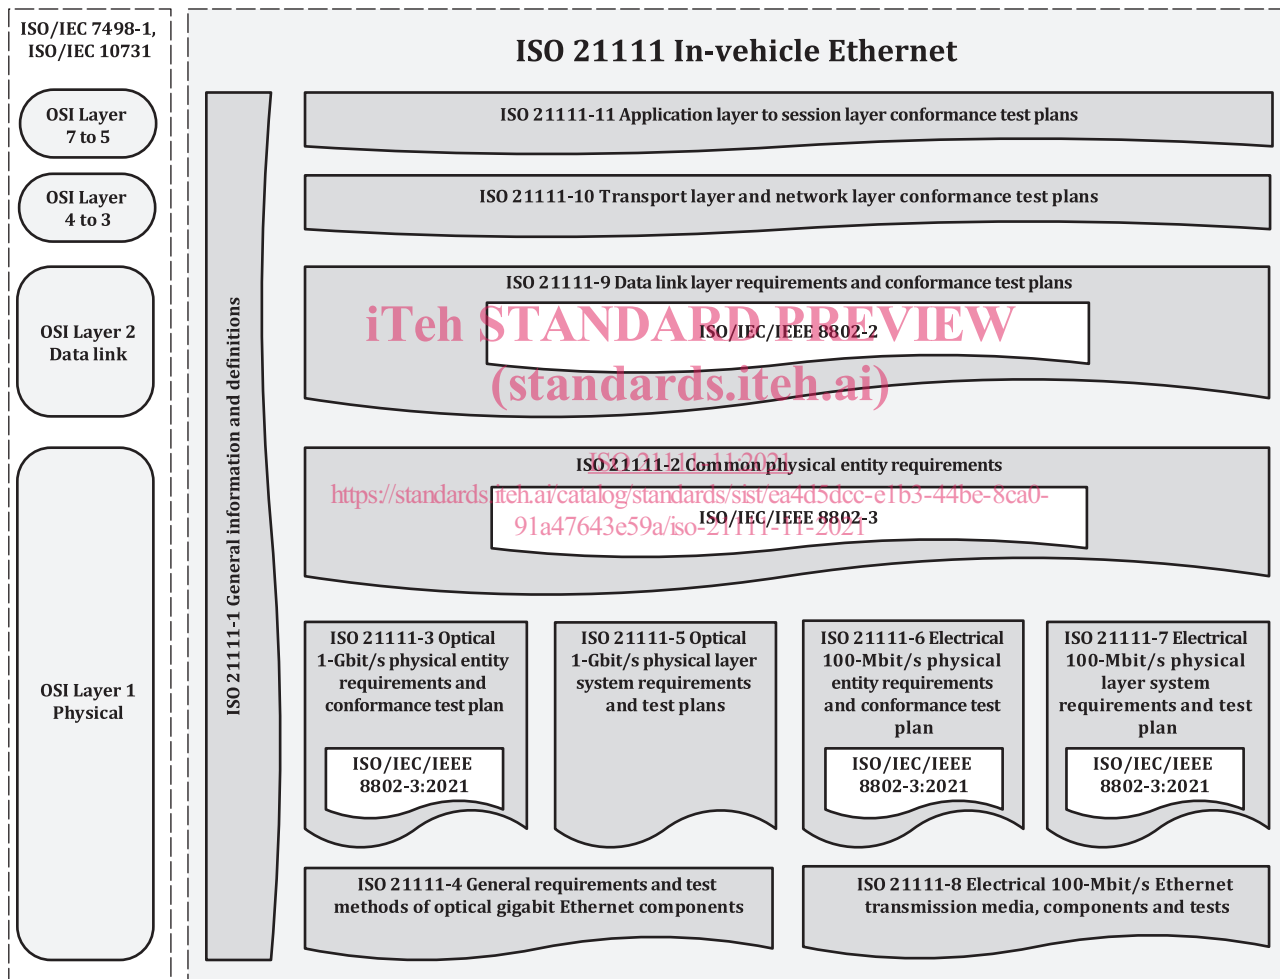 ISO/IEC 7498-1,
ISO/IEC 10731
ISO 21111 In-vehicle Ethernet
OSI Layer
7 to 5
ISO 21111-11 Application layer to session layer conformance test plans
OSI Layer
4 to 3
ISO 21111-10 Transport layer and network layer conformance test plans
OSI Layer 2
Data link
ISO 21111-9 Data link layer requirements and conformance test plans
ISO/IEC/IEEE 8802-2
iTeh STANDARD PREVIEW
(standards.iteh.ai)
ISO 21111-1 General information and definitions
OSI Layer 1
Physical
ISO 21111-2 Common physical entity requirements
ISO 21111-11:2021
https://standards.iteh.ai/catalog/standards/sist/ea4d5dcc-e1b3-44be-8ca0-
91a47643e59a/iso-21111-11-2021
ISO/IEC/IEEE 8802-3
ISO 21111-3 Optical
1-Gbit/s physical entity
requirements and
conformance test plan
ISO/IEC/IEEE
8802-3:2021
ISO 21111-5 Optical
1-Gbit/s physical layer
system requirements
and test plans
ISO 21111-6 Electrical
100-Mbit/s physical
entity requirements
and conformance test
plan
ISO/IEC/IEEE
8802-3:2021
ISO 21111-7 Electrical
100-Mbit/s physical
layer system
requirements and test
plan
ISO/IEC/IEEE
8802-3:2021
ISO 21111-4 General requirements and test
methods of optical gigabit Ethernet components
ISO 21111-8 Electrical 100-Mbit/s Ethernet
transmission media, components and tests